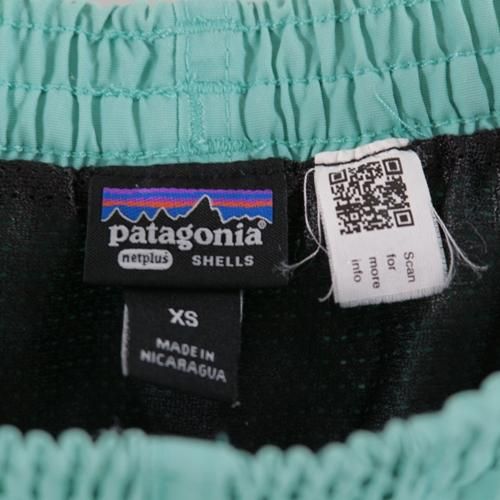 patagonia®
netplus® SHELLS
XS
MADE IN
NICARAGUA
Scan
for
more
info